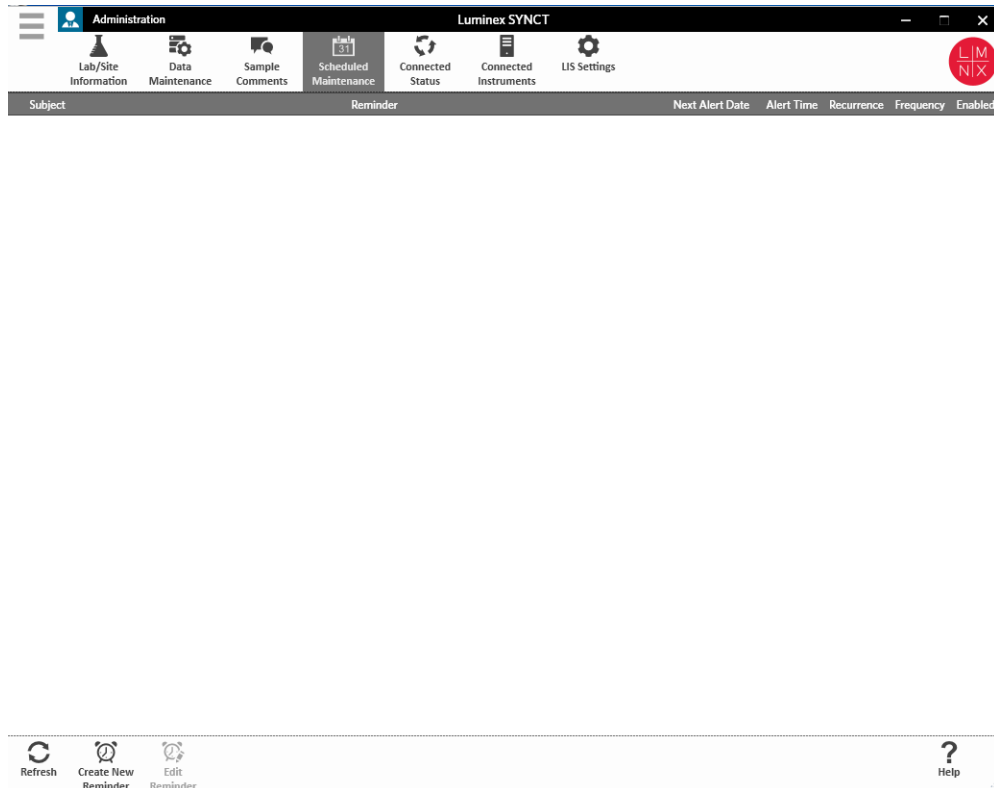 Administration
Luminex SYNCT
Lab/Site
Information
Data
Maintenance
Sample
Comments
31
Scheduled
Maintenance
Connected
Status
Connected
Instruments
LIS Settings
L M
N X
Subject
Reminder
Next Alert Date
Alert Time
Recurrence
Frequency
Enabled
Refresh
Create New
Reminder
Edit
Reminder
?
Help